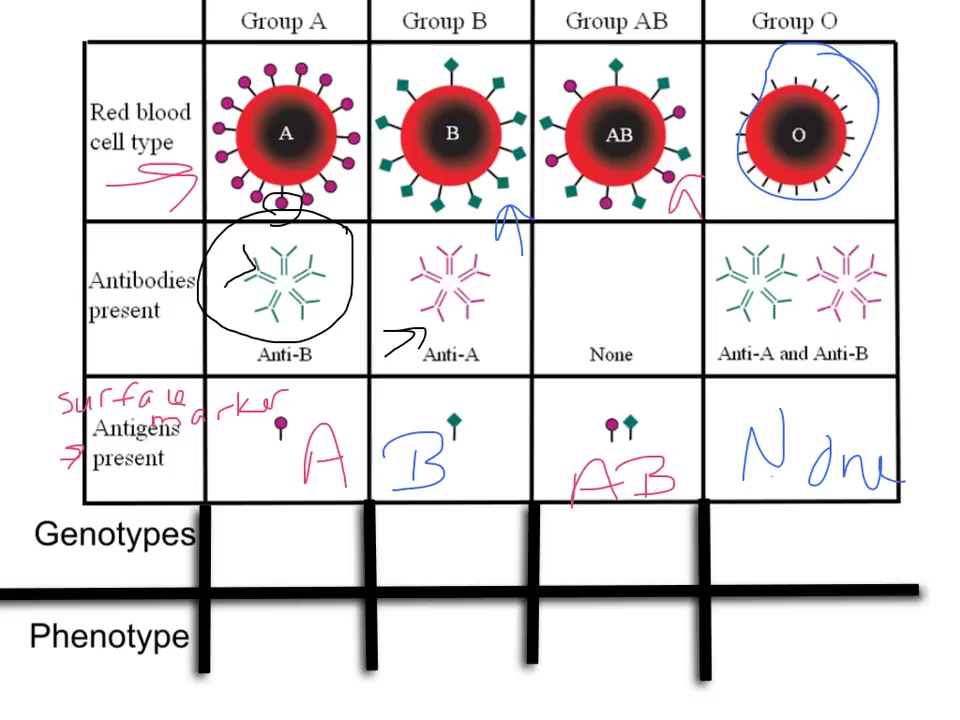 Group A Group B Group AB Group O
Red blood
cell type
A B AB O
Antibodies
present
Anti-B Anti-A None Anti-A and Anti-B
surface
marker
Antigens
present
A B AB None
Genotypes
Phenotype